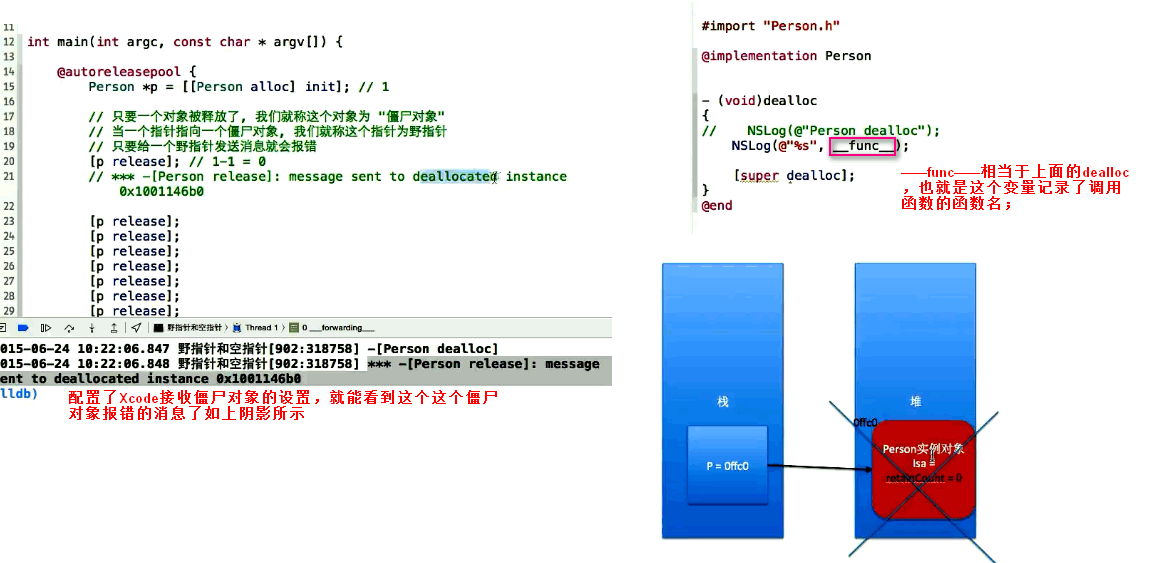 11
12 int main(int argc, const char * argv[]) {
13
14 @autoreleasepool {
15 Person *p = [[Person alloc] init]; // 1
16
17 // 只要一个对象被释放了, 我们就称这个对象为 "僵尸对象"
18 // 当一个指针指向一个僵尸对象, 我们就称这个指针为野指针
19 // 只要给一个野指针发送消息就会报错
20 [p release]; // 1-1 = 0
21 // *** -[Person release]: message sent to deallocated instance
0x1001146b0
22
23 [p release];
24 [p release];
25 [p release];
26 [p release];
27 [p release];
28 [p release];
29 [p release];
野指针和空指针 〉 Thread 1 〉 0 ___forwarding___
015-06-24 10:22:06.847 野指针和空指针[902:318758] -[Person dealloc]
015-06-24 10:22:06.848 野指针和空指针[902:318758] *** -[Person release]: message
ent to deallocated instance 0x1001146b0
lldb)
配置了Xcode接收僵尸对象的设置，就能看到这个这个僵尸
对象报错的消息了如上阴影所示
#import "Person.h"
@implementation Person
- (void)dealloc
{
// NSLog(@"Person dealloc");
NSLog(@"%s", __func__);
[super dealloc];
}
@end
——func——相当于上面的dealloc
，也就是这个变量记录了调用
函数的函数名；
栈
P = 0ffc0
堆
0ffc0
Person实例对象
isa =
retainCount = 0